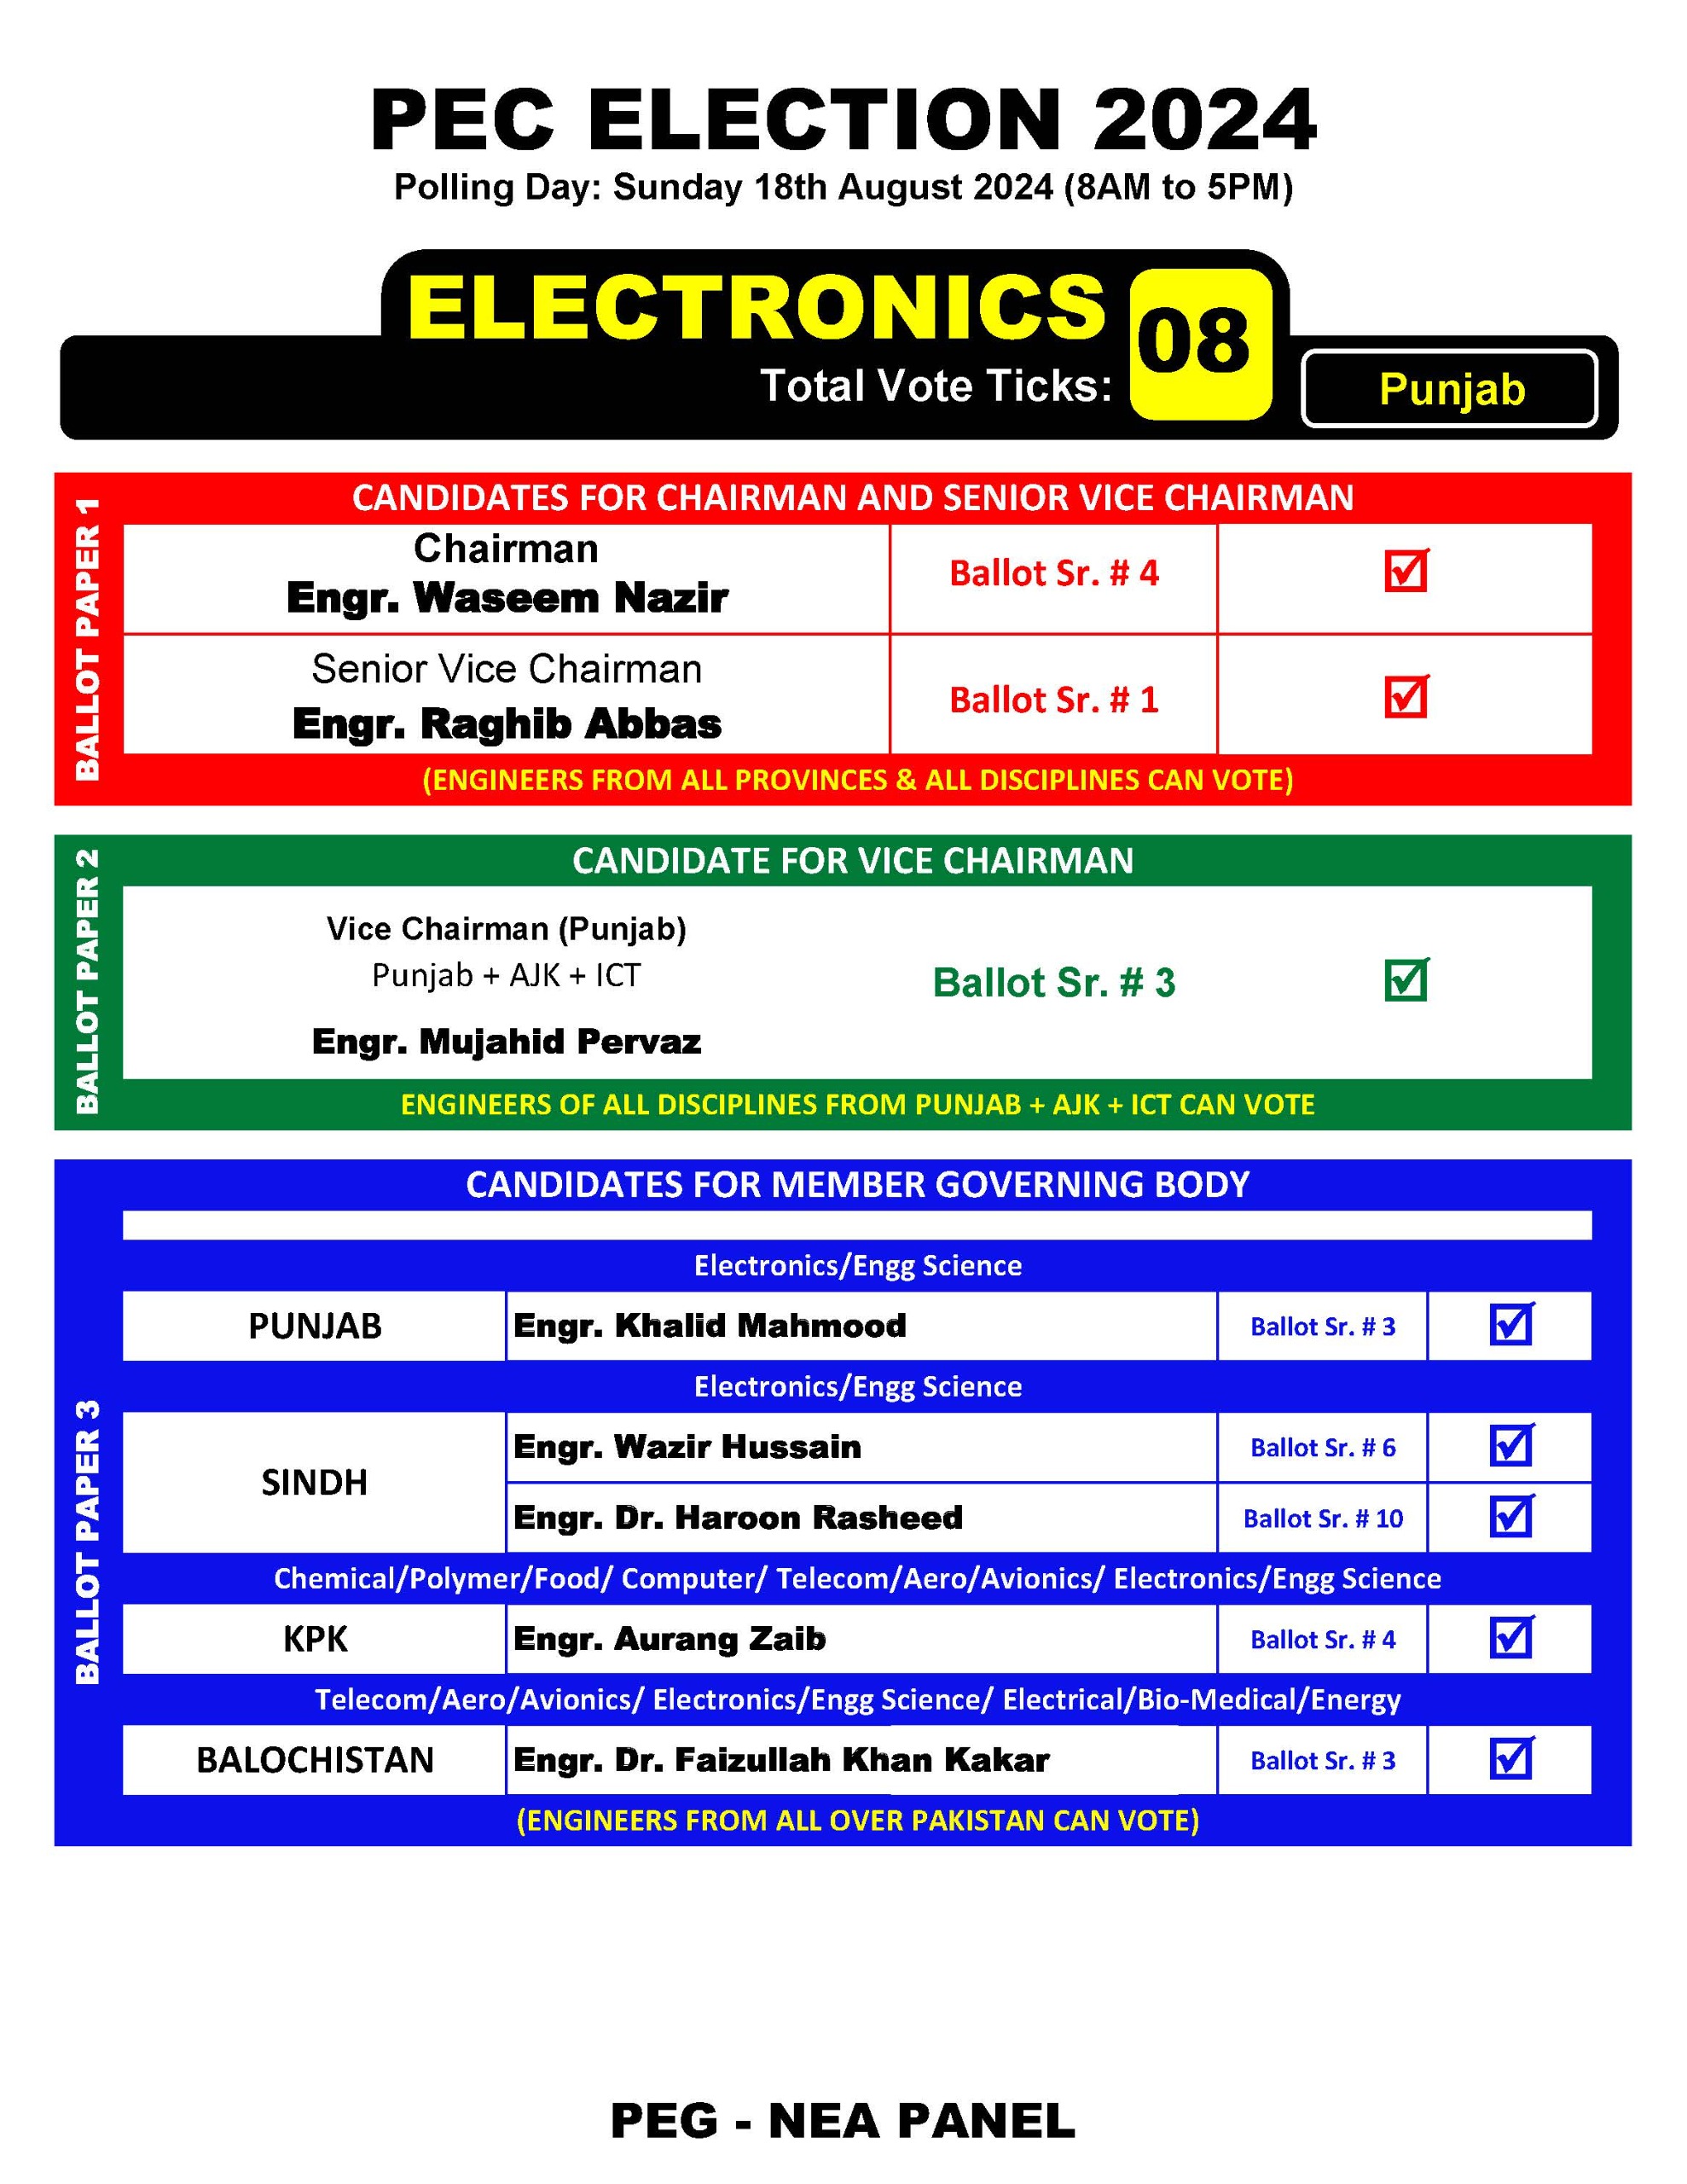 PEC ELECTION 2024
Polling Day: Sunday 18th August 2024 (8AM to 5PM)
ELECTRONICS
Total Vote Ticks:
08
Punjab
BALLOT PAPER 1
CANDIDATES FOR CHAIRMAN AND SENIOR VICE CHAIRMAN
Chairman
Engr. Waseem Nazir
Ballot Sr. # 4
Senior Vice Chairman
Engr. Raghib Abbas
Ballot Sr. # 1
(ENGINEERS FROM ALL PROVINCES & ALL DISCIPLINES CAN VOTE)
BALLOT PAPER 2
CANDIDATE FOR VICE CHAIRMAN
Vice Chairman (Punjab)
Punjab + AJK + ICT
Engr. Mujahid Pervaz
Ballot Sr. # 3
ENGINEERS OF ALL DISCIPLINES FROM PUNJAB + AJK + ICT CAN VOTE
BALLOT PAPER 3
CANDIDATES FOR MEMBER GOVERNING BODY
Electronics/Engg Science
PUNJAB
Engr. Khalid Mahmood
Ballot Sr. # 3
Electronics/Engg Science
SINDH
Engr. Wazir Hussain
Ballot Sr. # 6
Engr. Dr. Haroon Rasheed
Ballot Sr. # 10
Chemical/Polymer/Food/ Computer/ Telecom/Aero/Avionics/ Electronics/Engg Science
KPK
Engr. Aurang Zaib
Ballot Sr. # 4
Telecom/Aero/Avionics/ Electronics/Engg Science/ Electrical/Bio-Medical/Energy
BALOCHISTAN
Engr. Dr. Faizullah Khan Kakar
Ballot Sr. # 3
(ENGINEERS FROM ALL OVER PAKISTAN CAN VOTE)
PEG - NEA PANEL